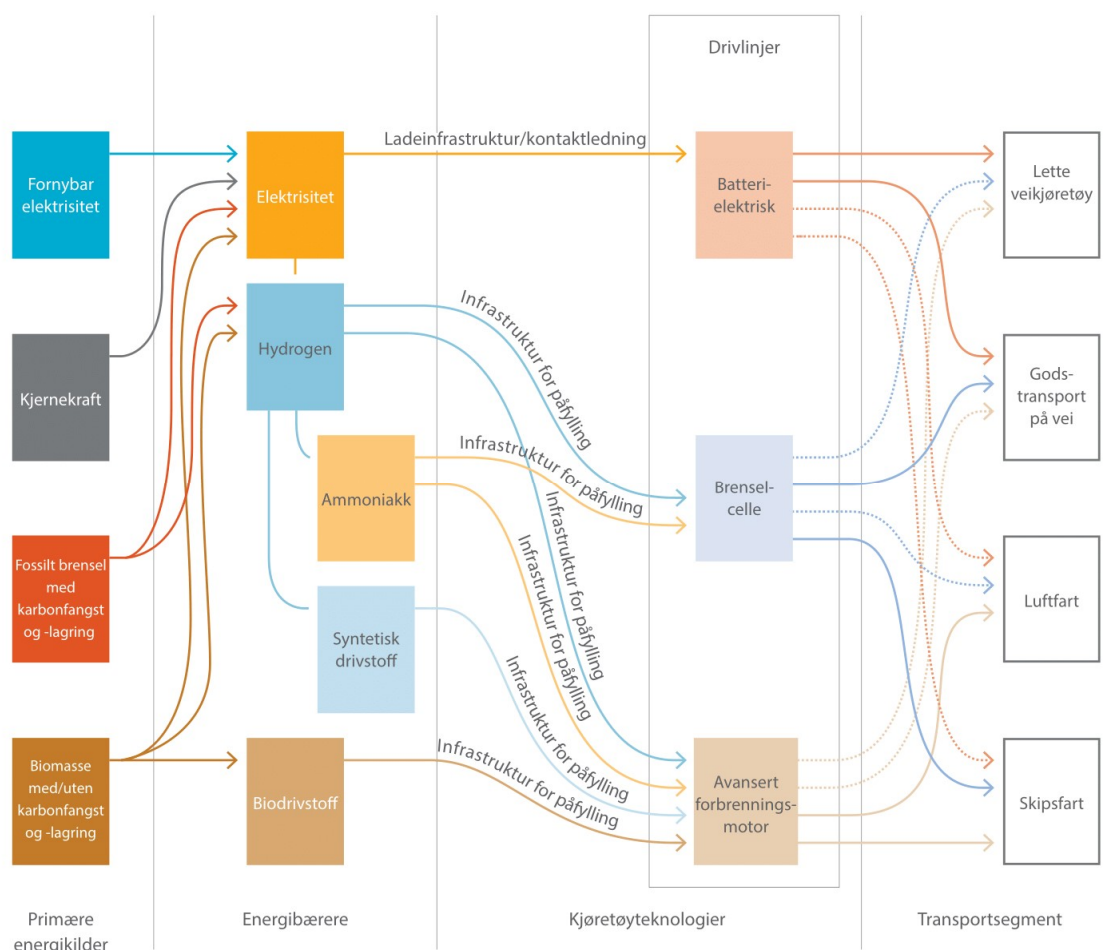 Drivlinjer
Fornybar
elektrisitet
Kjernekraft
Fossilt brensel
med
karbonfangst
og -lagring
Biomasse
med/uten
karbonfangst
og -lagring
Elektrisitet
Hydrogen
Ammoniakk
Syntetisk
drivstoff
Biodrivstoff
Ladeinfrastruktur/kontaktledning
Infrastruktur for påfylling
Infrastruktur for påfylling
Infrastruktur for påfylling
Infrastruktur for påfylling
Infrastruktur for påfylling
Infrastruktur for påfylling
Batteri-
elektrisk
Brensel-
celle
Avansert
forbrennings-
motor
Lette
veikjøretøy
Gods-
transport
på vei
Luftfart
Skipsfart
Primære
energikilder
Energibærere
Kjøretøyteknologier
Transportsegment